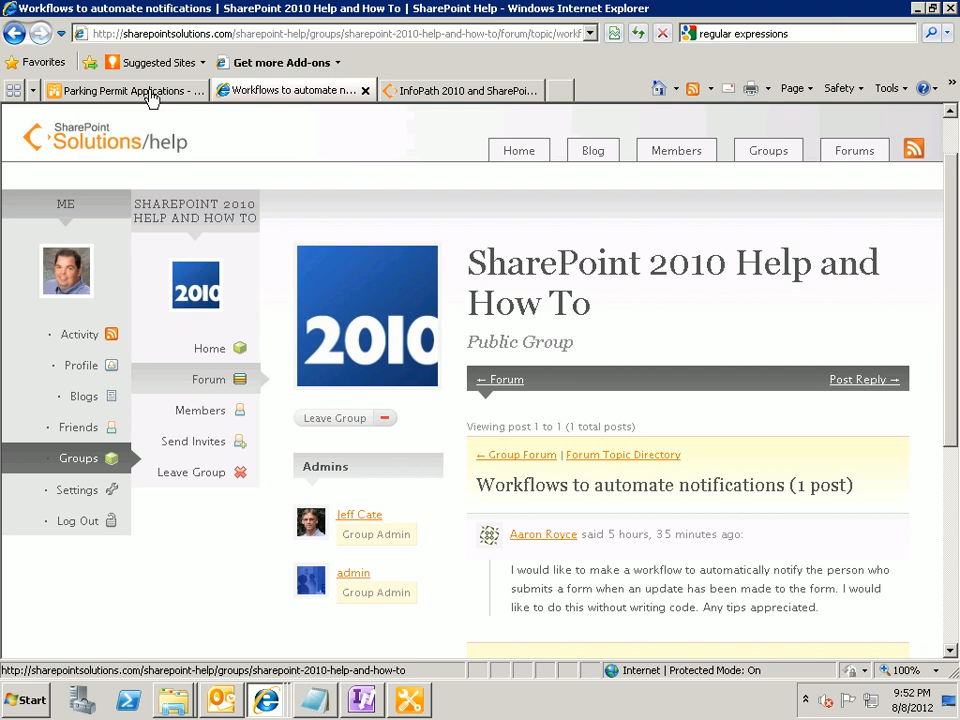 Workflows to automate notifications | SharePoint 2010 Help and How To | SharePoint Help - Windows Internet Explorer
http://sharepointsolutions.com/sharepoint-help/groups/sharepoint-2010-help-and-how-to/forum/topic/workf
regular expressions
Favorites
Suggested Sites
Get more Add-ons
Parking Permit Applications - ...
Workflows to automate n...
InfoPath 2010 and SharePoi...
Page
Safety
Tools
SharePoint
Solutions/help
Home
Blog
Members
Groups
Forums
ME
SHAREPOINT 2010
HELP AND HOW TO
2010
2010
SharePoint 2010 Help and
How To
Public Group
· Activity
· Profile
· Blogs
· Friends
· Groups
· Settings
· Log Out
Home
Forum
Members
Send Invites
Leave Group
Leave Group
Admins
Jeff Cate
Group Admin
admin
Group Admin
← Forum
Post Reply →
Viewing post 1 to 1 (1 total posts)
← Group Forum | Forum Topic Directory
Workflows to automate notifications (1 post)
Aaron Royce said 5 hours, 35 minutes ago:
I would like to make a workflow to automatically notify the person who
submits a form when an update has been made to the form. I would
like to do this without writing code. Any tips appreciated.
http://sharepointsolutions.com/sharepoint-help/groups/sharepoint-2010-help-and-how-to
Internet | Protected Mode: On
100%
Start
9:52 PM
8/8/2012